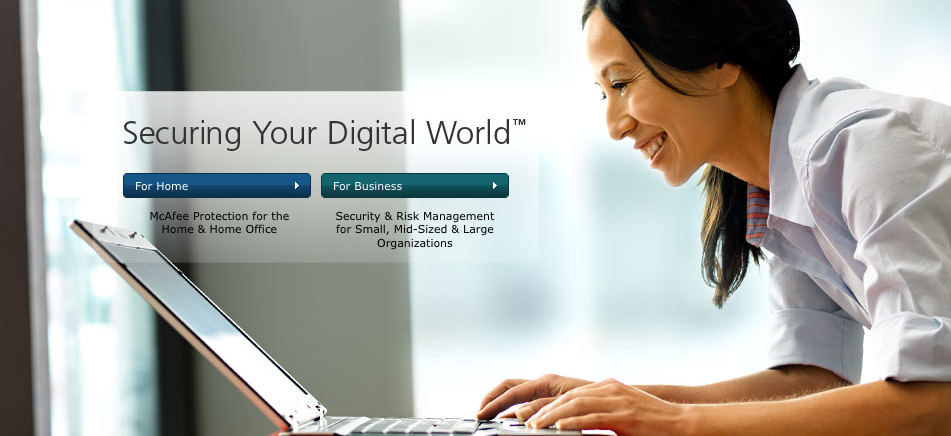 Securing Your Digital World™
For Home
For Business
McAfee Protection for the
Home & Home Office
Security & Risk Management
for Small, Mid-Sized & Large
Organizations